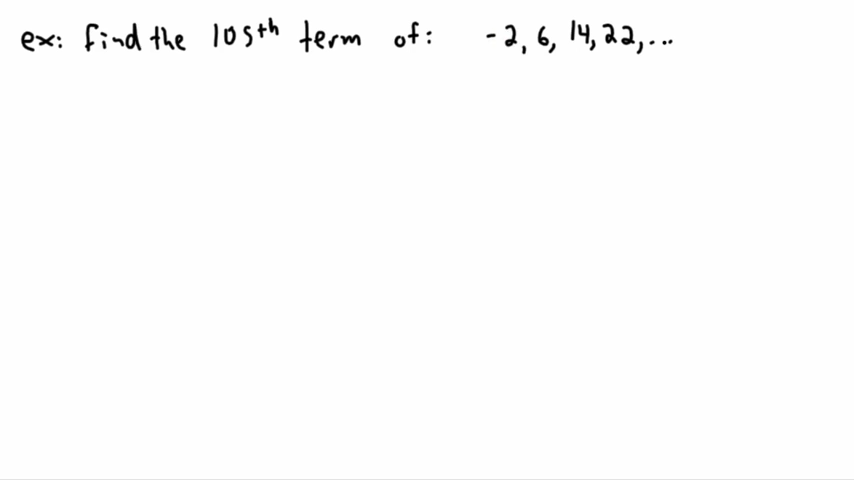 ex: find the 105th term of: -2, 6, 14, 22, ...